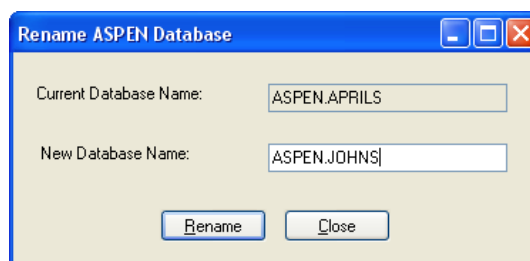 Rename ASPEN Database
Current Database Name: ASPEN.APRILS
New Database Name: ASPEN.JOHNS
Rename Close